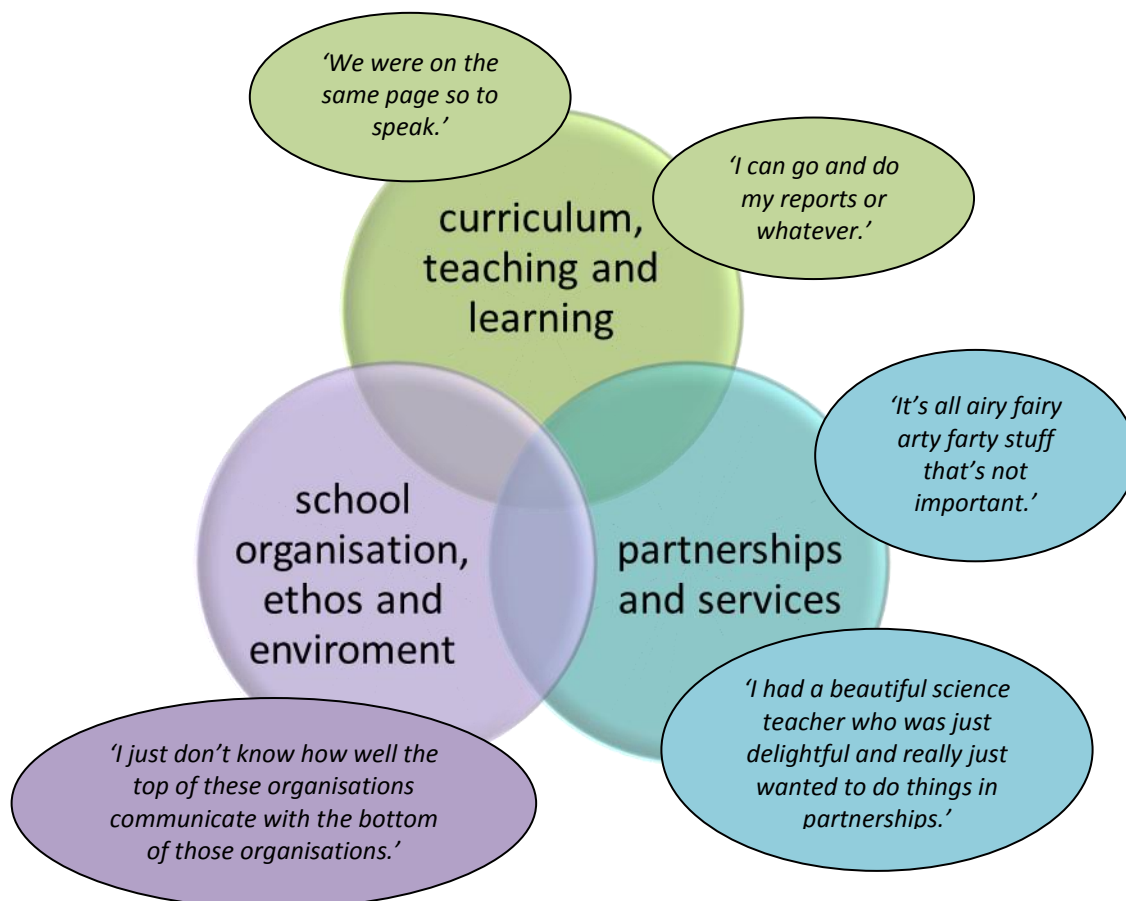 ‘We were on the
same page so to
speak.’
‘I can go and do
my reports or
whatever.’
curriculum,
teaching and
learning
‘It’s all airy fairy
arty farty stuff
that’s not
important.’
school
organisation,
ethos and
enviroment
partnerships
and services
‘I had a beautiful science
teacher who was just
delightful and really just
wanted to do things in
partnerships.’
‘I just don’t know how well the
top of these organisations
communicate with the bottom
of those organisations.’